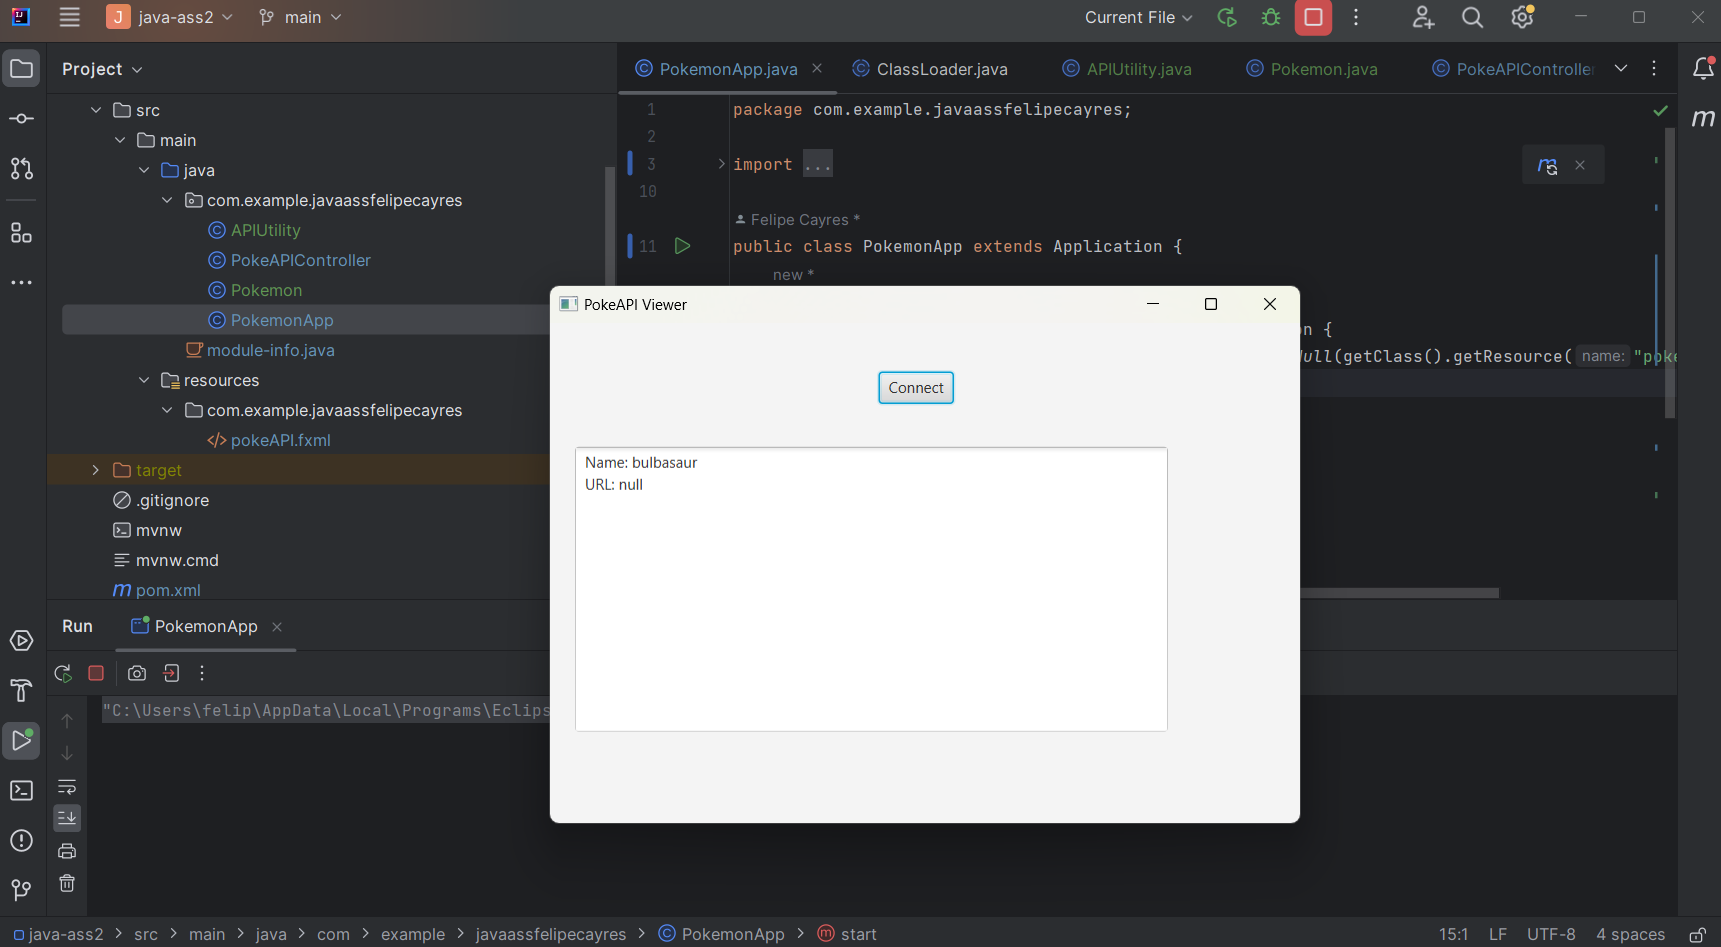 J java-ass2 main Current File
Project
PokemonApp.java ClassLoader.java APIUtility.java Pokemon.java PokeAPIController
src
main
java
com.example.javaassfelipecayres
APIUtility
PokeAPIController
Pokemon
PokemonApp
module-info.java
resources
com.example.javaassfelipecayres
pokeAPI.fxml
target
.gitignore
mvnw
mvnw.cmd
pom.xml
1 package com.example.javaassfelipecayres;
2
3 import ...
10
Felipe Cayres *
11 public class PokemonApp extends Application {
new *
n {
ull(getClass().getResource( name: "poke
PokeAPI Viewer
Connect
Name: bulbasaur
URL: null
Run PokemonApp
"C:\Users\felip\AppData\Local\Programs\Eclips
java-ass2 > src > main > java > com > example > javaassfelipecayres > PokemonApp > start 15:1 LF UTF-8 4 spaces